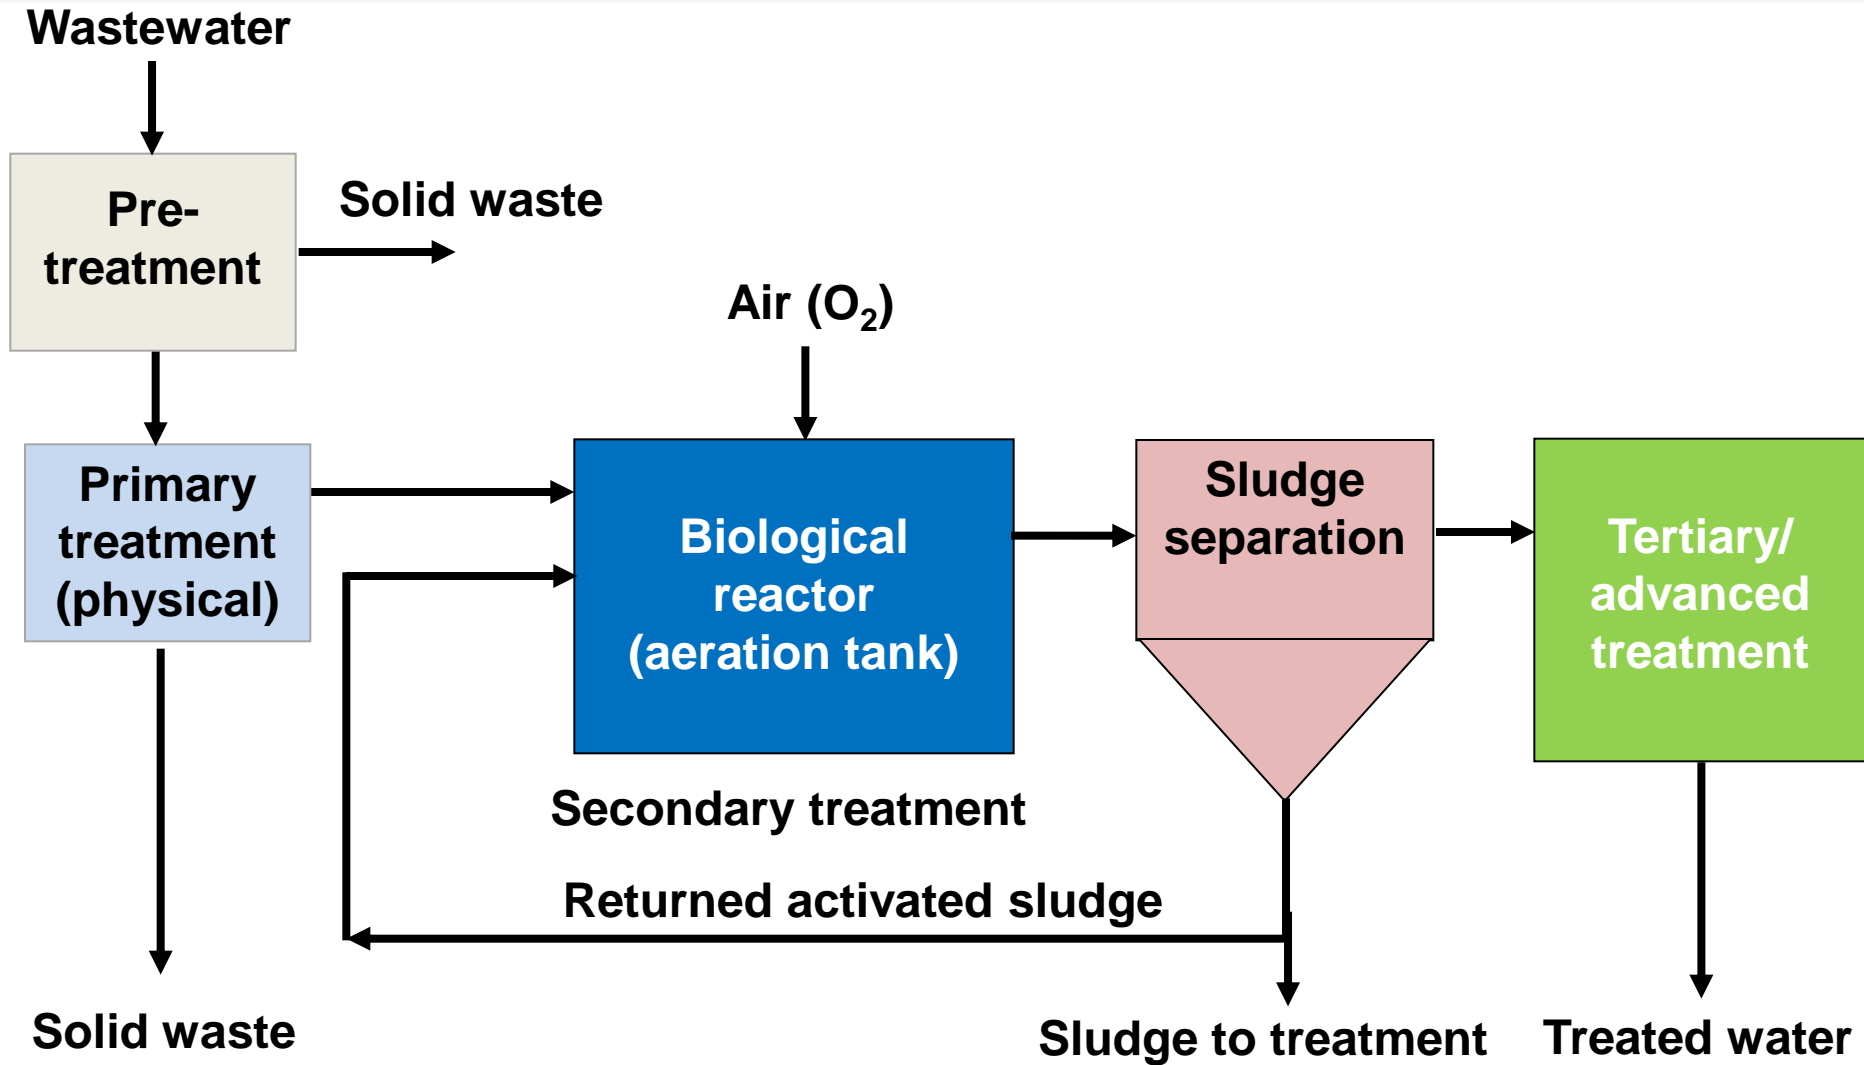 Wastewater
Pre-
treatment
Solid waste
Air (O₂)
Primary
treatment
(physical)
Biological
reactor
(aeration tank)
Sludge
separation
Tertiary/
advanced
treatment
Secondary treatment
Returned activated sludge
Solid waste
Sludge to treatment
Treated water